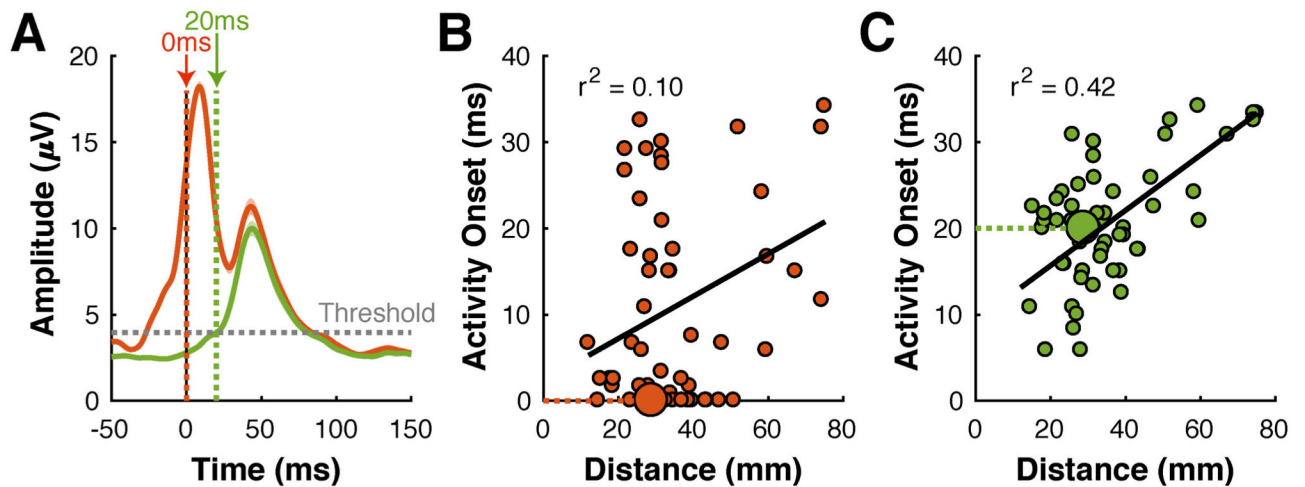 A
20ms
0ms
20
15
10
5
0
Amplitude (μV)
Threshold
-50 0 50 100 150
Time (ms)
B
r² = 0.10
40
30
20
10
0
Activity Onset (ms)
0 20 40 60 80
Distance (mm)
C
r² = 0.42
40
30
20
10
0
Activity Onset (ms)
0 20 40 60 80
Distance (mm)